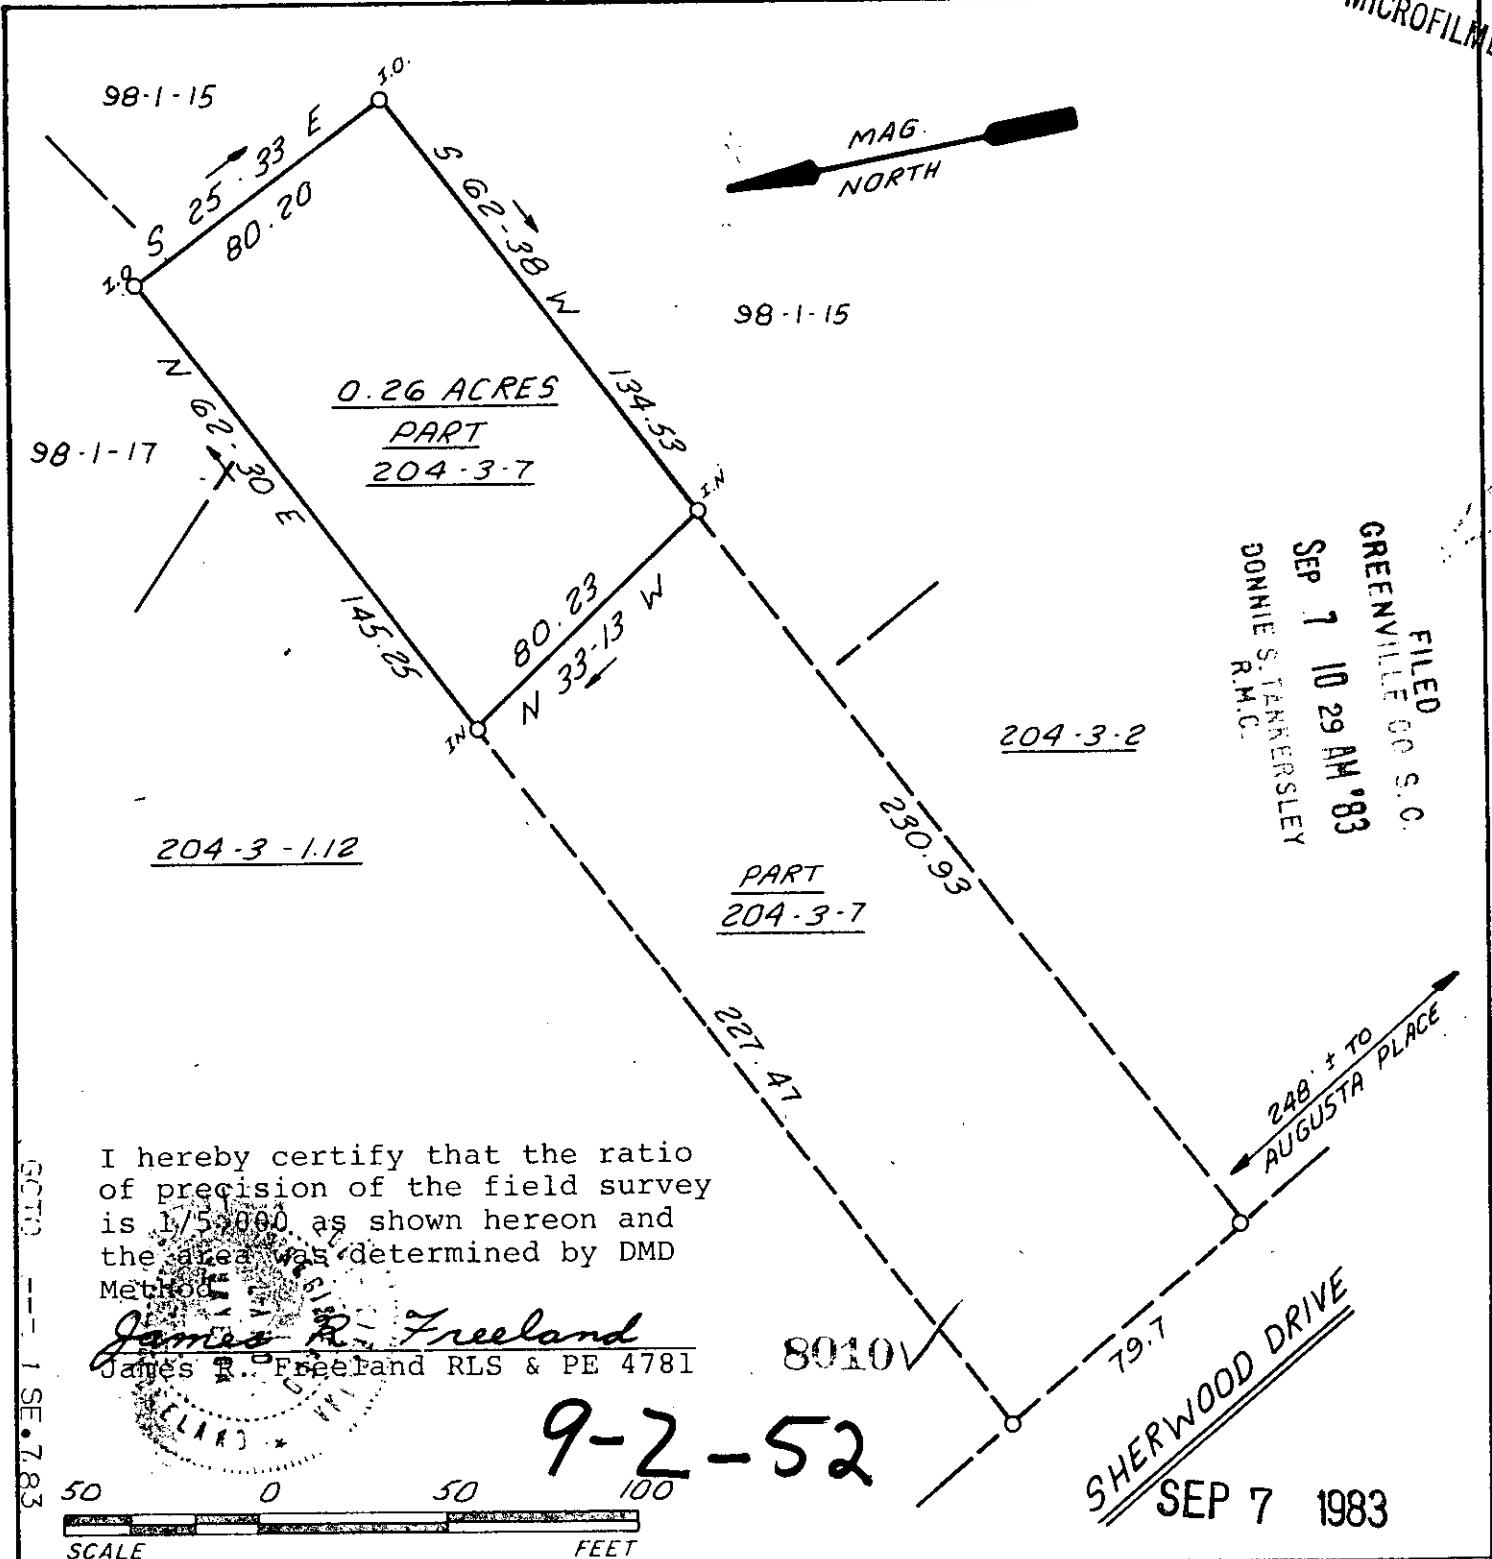 MICROFILME
98-1-15
I.O.
S 25-33 E
80.20
I.O.
S 62-38 W
134.53
MAG.
NORTH
98-1-15
0.26 ACRES
PART
204-3-7
98-1-17
N 62-30 E
145.25
I.N
80.23
N 33-13 W
IN
FILED
GREENVILLE CO S.C.
SEP 7 10 29 AM '83
DONNIE S. TANKERSLEY
R.M.C.
204-3-2
204-3-1.12
230.93
PART
204-3-7
227.47
248' ± TO
AUGUSTA PLACE
I hereby certify that the ratio
of precision of the field survey
is 1/5,000 as shown hereon and
the area was determined by DMD
Method
James R. Freeland
James R. Freeland RLS & PE 4781
8010
79.7
SHERWOOD DRIVE
9-2-52
50 0 50 100
SCALE FEET
SEP 7 1983
GCTO --- 1 SE.7 83